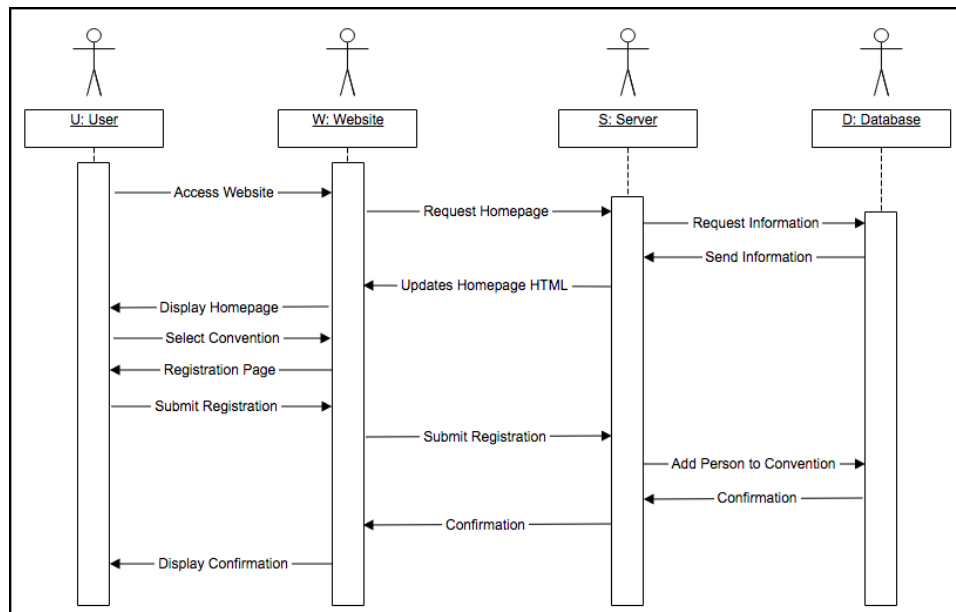 U: User
W: Website
S: Server
D: Database
Access Website
Request Homepage
Request Information
Send Information
Updates Homepage HTML
Display Homepage
Select Convention
Registration Page
Submit Registration
Submit Registration
Add Person to Convention
Confirmation
Confirmation
Display Confirmation